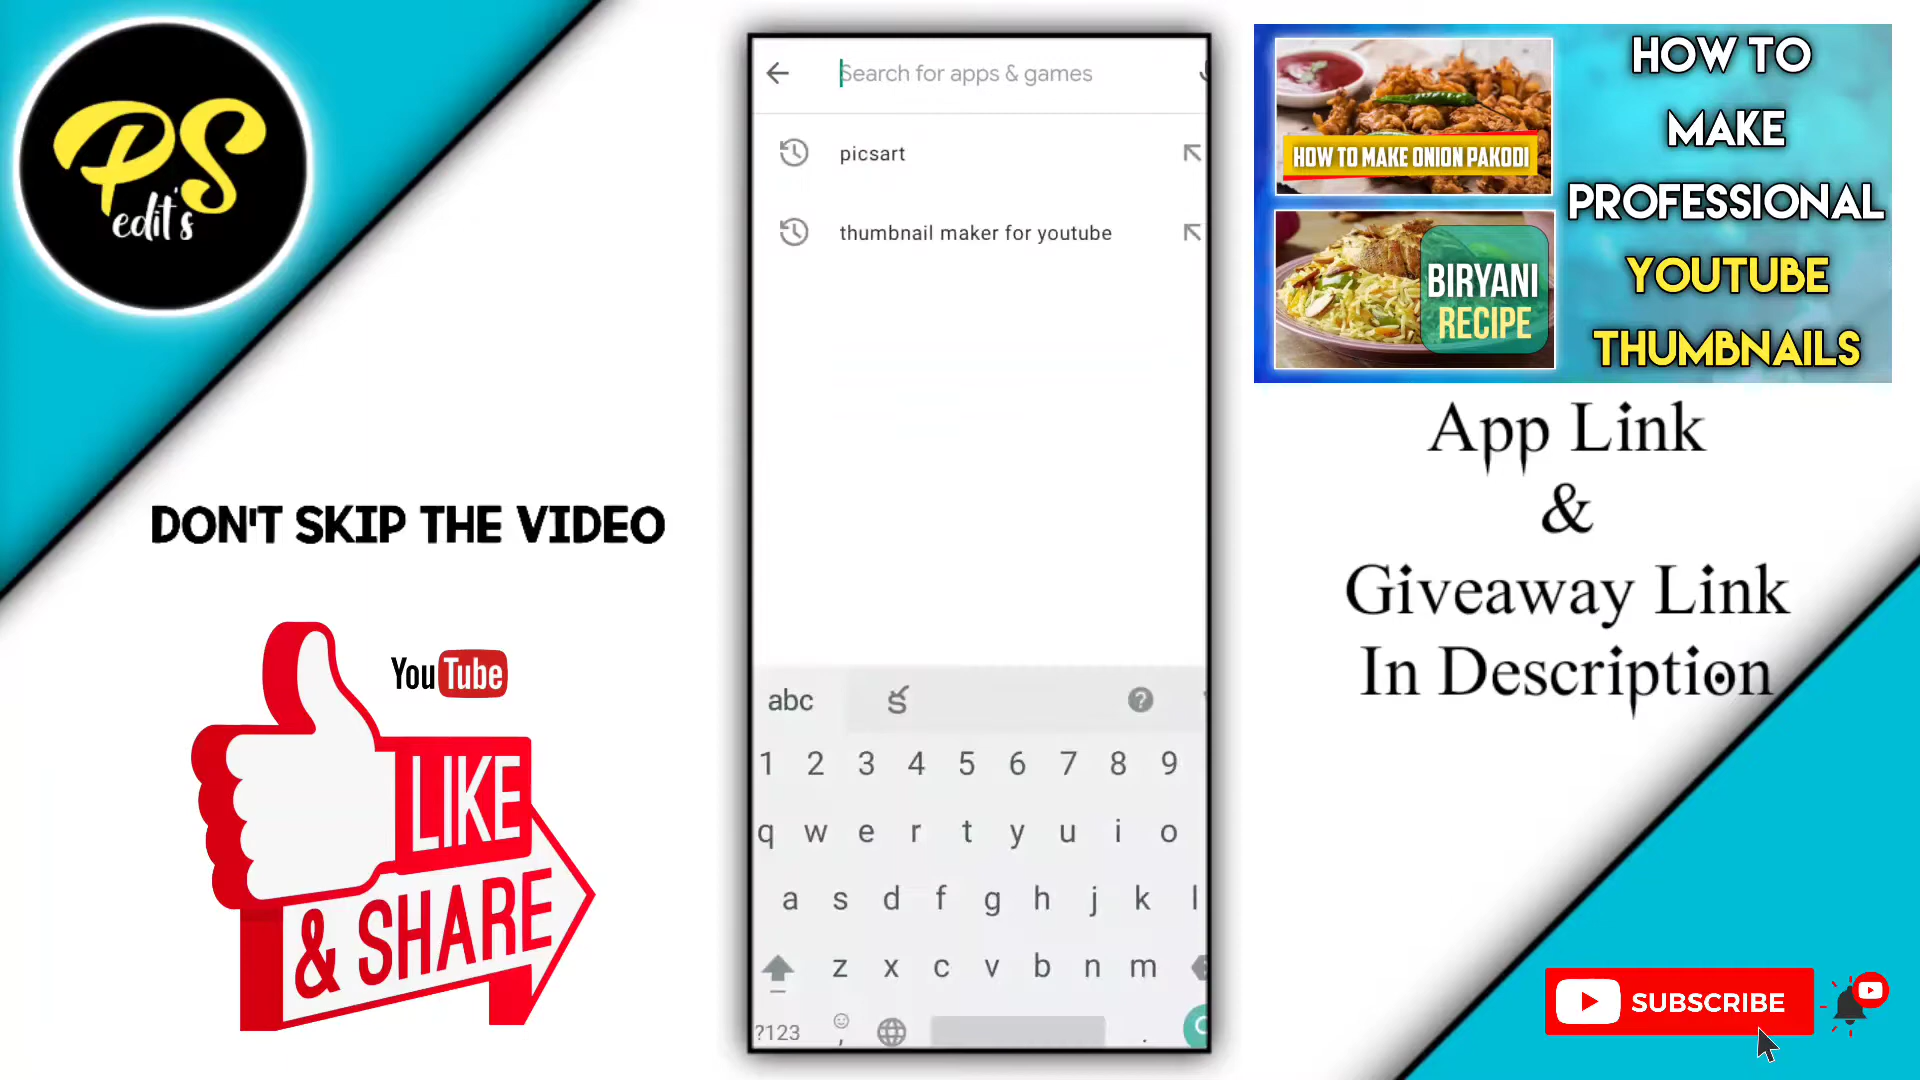 PS
edit's
DON'T SKIP THE VIDEO
YouTube
LIKE
& SHARE
Search for apps & games
picsart
thumbnail maker for youtube
abc
క
?
1 2 3 4 5 6 7 8 9
q w e r t y u i o
a s d f g h j k l
z x c v b n m
?123 , .
HOW TO MAKE ONION PAKODI
BIRYANI
RECIPE
HOW TO
MAKE
PROFESSIONAL
YOUTUBE
THUMBNAILS
App Link
&
Giveaway Link
In Description
SUBSCRIBE